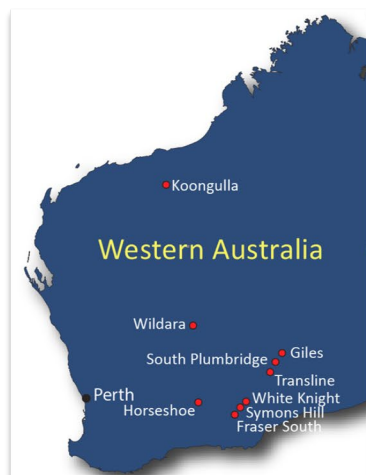 Koongulla
Western Australia
Wildara
Giles
South Plumbridge
Transline
Perth
White Knight
Horseshoe
Symons Hill
Fraser South